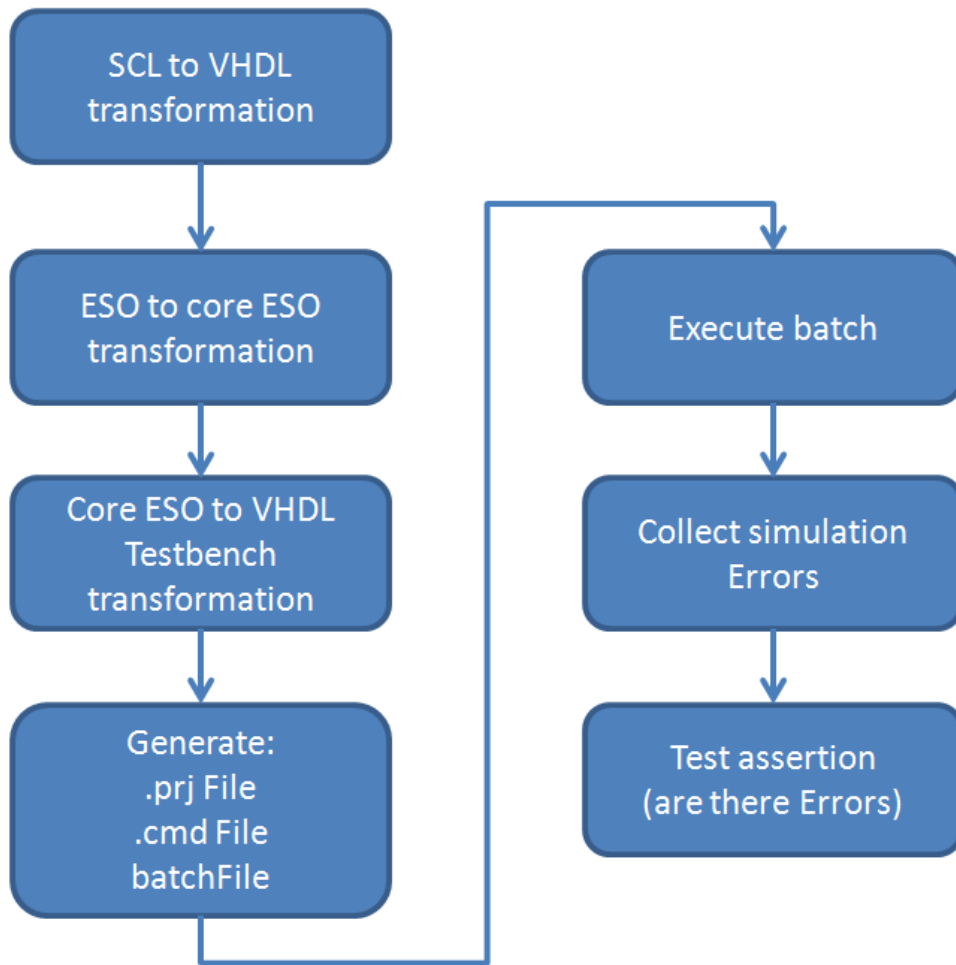 SCL to VHDL
transformation
ESO to core ESO
transformation
Core ESO to VHDL
Testbench
transformation
Generate:
.prj File
.cmd File
batchFile
Execute batch
Collect simulation
Errors
Test assertion
(are there Errors)